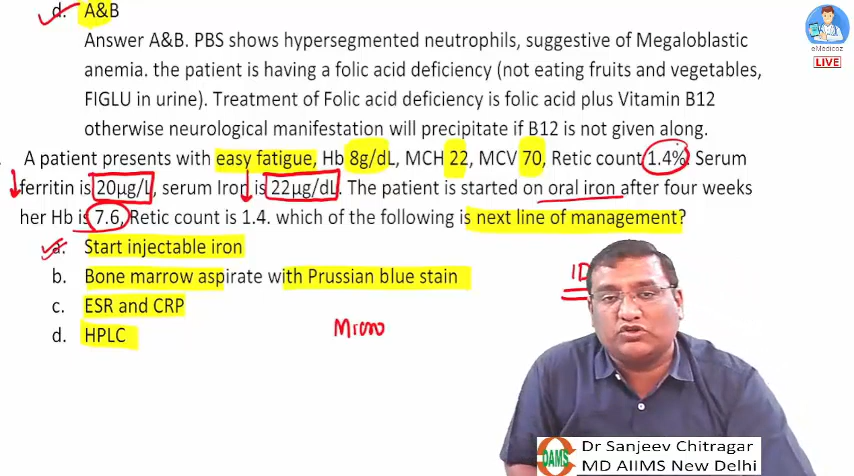 d. A&B
eMedicoz
LIVE
Answer A&B. PBS shows hypersegmented neutrophils, suggestive of Megaloblastic
anemia. the patient is having a folic acid deficiency (not eating fruits and vegetables,
FIGLU in urine). Treatment of Folic acid deficiency is folic acid plus Vitamin B12
otherwise neurological manifestation will precipitate if B12 is not given along.
A patient presents with easy fatigue, Hb 8g/dL, MCH 22, MCV 70, Retic count 1.4%. Serum
ferritin is 20µg/L, serum Iron is 22µg/dL. The patient is started on oral iron after four weeks
her Hb is 7.6, Retic count is 1.4. which of the following is next line of management?
a. Start injectable iron
b. Bone marrow aspirate with Prussian blue stain
c. ESR and CRP
d. HPLC
Micro
DAMS
Dr Sanjeev Chitragar
MD AIIMS New Delhi